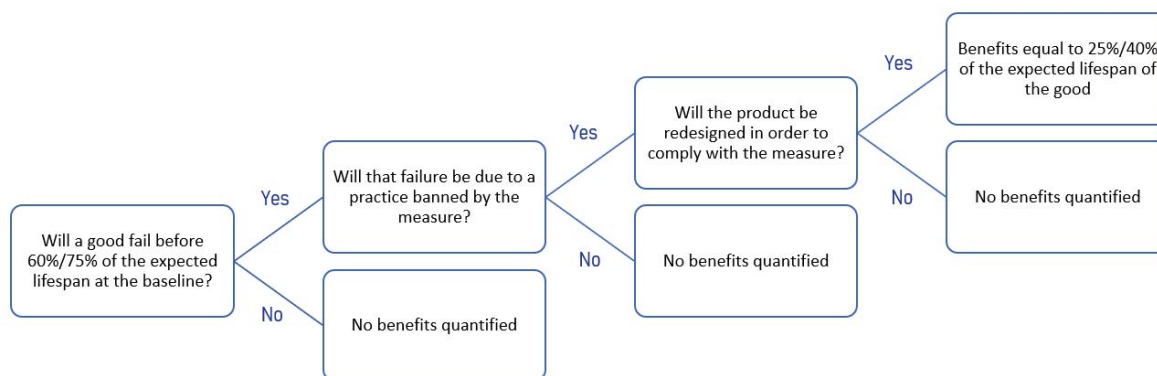 Will a good fail before
60%/75% of the expected
lifespan at the baseline?
Yes
No
Will that failure be due to a
practice banned by the
measure?
No benefits quantified
Yes
No
Will the product be
redesigned in order to
comply with the measure?
No benefits quantified
Yes
No
Benefits equal to 25%/40%
of the expected lifespan of
the good
No benefits quantified